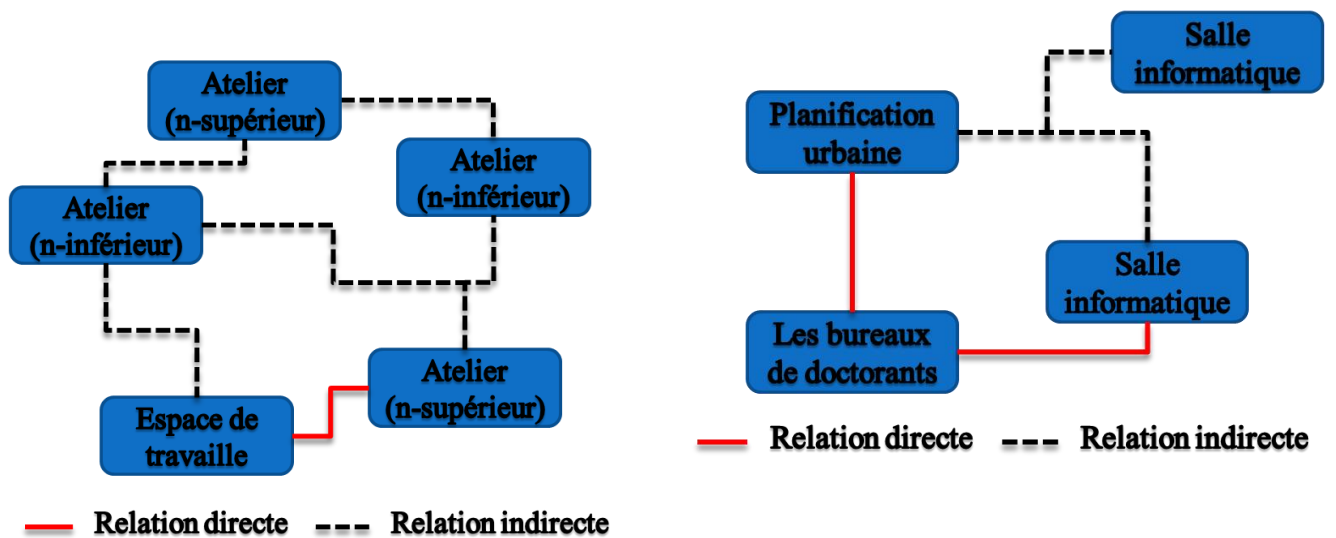 Atelier
(n-supérieur)
Atelier
(n-inférieur)
Atelier
(n-inférieur)
Atelier
(n-supérieur)
Espace de
travaille
Relation directe
Relation indirecte
Salle
informatique
Planification
urbaine
Salle
informatique
Les bureaux
de doctorants
Relation directe
Relation indirecte